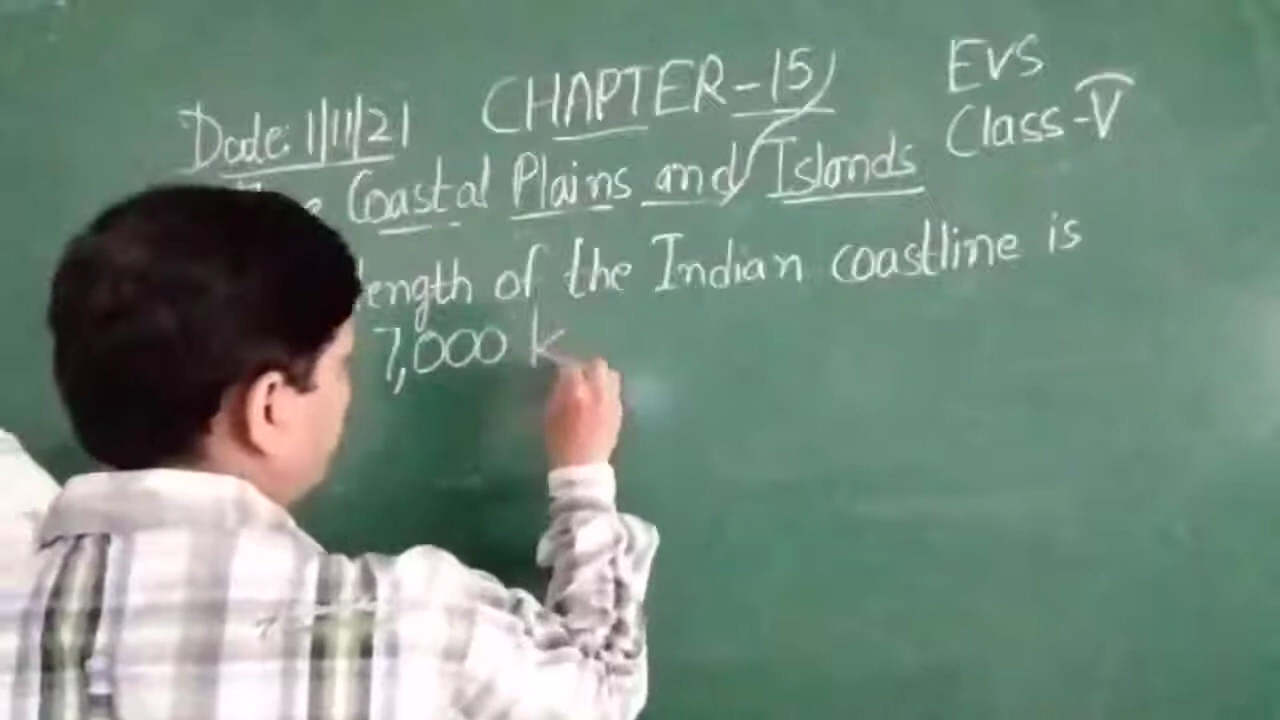 Date: 1/11/21 CHAPTER-15 EVS
Class-V
Coastal Plains and Islands
length of the Indian coastline is
7,000 k